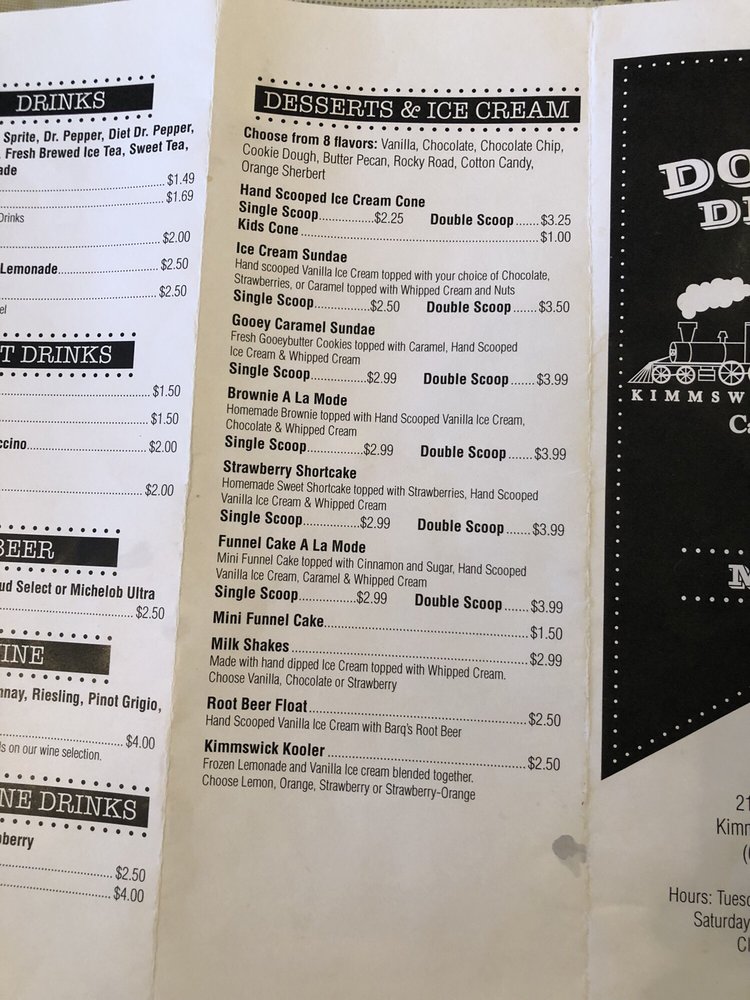 DRINKS
Sprite, Dr. Pepper, Diet Dr. Pepper,
Fresh Brewed Ice Tea, Sweet Tea,
$1.49
$1.69
Drinks
$2.00
Lemonade $2.50
$2.50
DRINKS
$1.50
$1.50
$2.00
$2.00
BEER
Select or Michelob Ultra
$2.50
Riesling, Pinot Grigio,
$4.00
on our wine selection.
DRINKS
$2.50
$4.00
DESSERTS & ICE CREAM
Choose from 8 flavors: Vanilla, Chocolate, Chocolate Chip,
Cookie Dough, Butter Pecan, Rocky Road, Cotton Candy,
Orange Sherbert
Hand Scooped Ice Cream Cone
Single Scoop $2.25 Double Scoop $3.25
Kids Cone $1.00
Ice Cream Sundae
Hand scooped Vanilla Ice Cream topped with your choice of Chocolate,
Strawberries, or Caramel topped with Whipped Cream and Nuts
Single Scoop $2.50 Double Scoop $3.50
Gooey Caramel Sundae
Fresh Gooeybutter Cookies topped with Caramel, Hand Scooped
Ice Cream & Whipped Cream
Single Scoop $2.99 Double Scoop $3.99
Brownie A La Mode
Homemade Brownie topped with Hand Scooped Vanilla Ice Cream,
Chocolate & Whipped Cream
Single Scoop $2.99 Double Scoop $3.99
Strawberry Shortcake
Homemade Sweet Shortcake topped with Strawberries, Hand Scooped
Vanilla Ice Cream & Whipped Cream
Single Scoop $2.99 Double Scoop $3.99
Funnel Cake A La Mode
Mini Funnel Cake topped with Cinnamon and Sugar, Hand Scooped
Vanilla Ice Cream, Caramel & Whipped Cream
Single Scoop $2.99 Double Scoop $3.99
Mini Funnel Cake $1.50
Milk Shakes $2.99
Made with hand dipped Ice Cream topped with Whipped Cream.
Choose Vanilla, Chocolate or Strawberry
Root Beer Float $2.50
Hand Scooped Vanilla Ice Cream with Barq's Root Beer
Kimmswick Kooler $2.50
Frozen Lemonade and Vanilla Ice cream blended together.
Choose Lemon, Orange, Strawberry or Strawberry-Orange
DO
KIMMSW
Ca
M
21
Kimm
Hours: Tuesd
Saturday